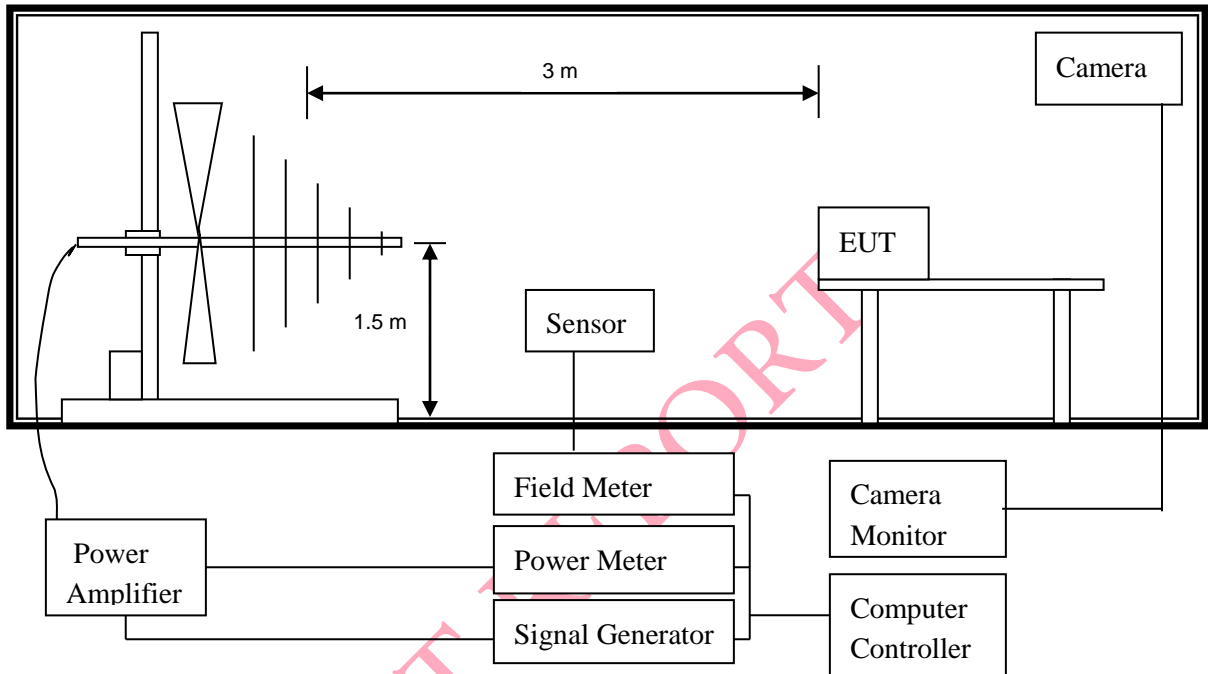 3 m
Camera
EUT
1.5 m
Sensor
Field Meter
Camera
Monitor
Power
Amplifier
Power Meter
Signal Generator
Computer
Controller